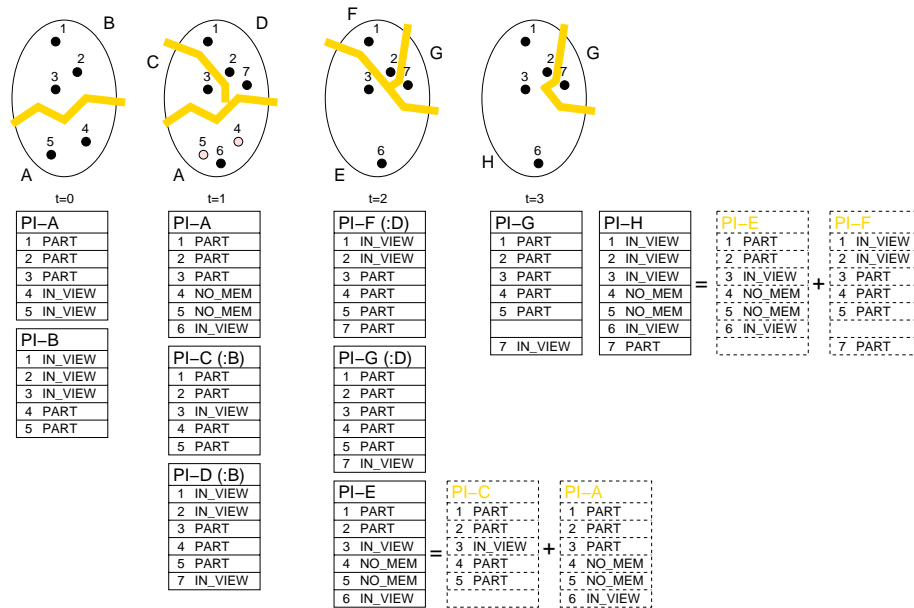 1
B
2
3
4
5
A
t=0
1
D
C
2
3
7
5
4
6
A
t=1
F
1
G
2
3
7
6
E
t=2
1
G
2
3
7
6
H
t=3
PI–A
1 PART
2 PART
3 PART
4 IN_VIEW
5 IN_VIEW
PI–B
1 IN_VIEW
2 IN_VIEW
3 IN_VIEW
4 PART
5 PART
PI–A
1 PART
2 PART
3 PART
4 NO_MEM
5 NO_MEM
6 IN_VIEW
PI–C (:B)
1 PART
2 PART
3 IN_VIEW
4 PART
5 PART
PI–D (:B)
1 IN_VIEW
2 IN_VIEW
3 PART
4 PART
5 PART
7 IN_VIEW
PI–F (:D)
1 IN_VIEW
2 IN_VIEW
3 PART
4 PART
5 PART
7 PART
PI–G (:D)
1 PART
2 PART
3 PART
4 PART
5 PART
7 IN_VIEW
PI–E
1 PART
2 PART
3 IN_VIEW
4 NO_MEM
5 NO_MEM
6 IN_VIEW
=
PI–C
1 PART
2 PART
3 IN_VIEW
4 PART
5 PART
+
PI–A
1 PART
2 PART
3 PART
4 NO_MEM
5 NO_MEM
6 IN_VIEW
PI–G
1 PART
2 PART
3 PART
4 PART
5 PART
7 IN_VIEW
PI–H
1 IN_VIEW
2 IN_VIEW
3 IN_VIEW
4 NO_MEM
5 NO_MEM
6 IN_VIEW
7 PART
=
PI–E
1 PART
2 PART
3 IN_VIEW
4 NO_MEM
5 NO_MEM
6 IN_VIEW
+
PI–F
1 IN_VIEW
2 IN_VIEW
3 PART
4 PART
5 PART
7 PART